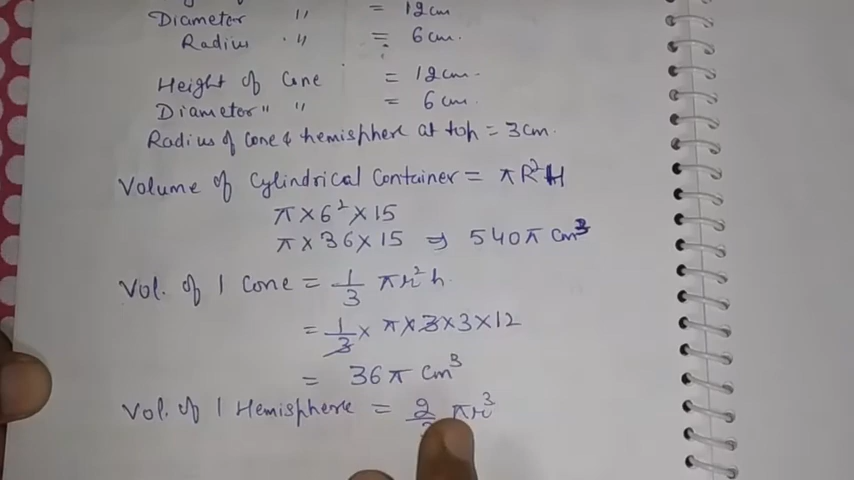 Diameter " = 12cm
Radius " = 6cm.
Height of Cone = 12cm.
Diameter " " = 6cm.
Radius of cone & hemisphere at top = 3cm.
Volume of Cylindrical Container = πR²H
π×6²×15
π×36×15 ⇒ 540π cm³
Vol. of 1 Cone = 1/3 πr²h
= 1/3 × π×3×3×12
= 36π cm³
Vol. of 1 Hemisphere = 2/3 πr³